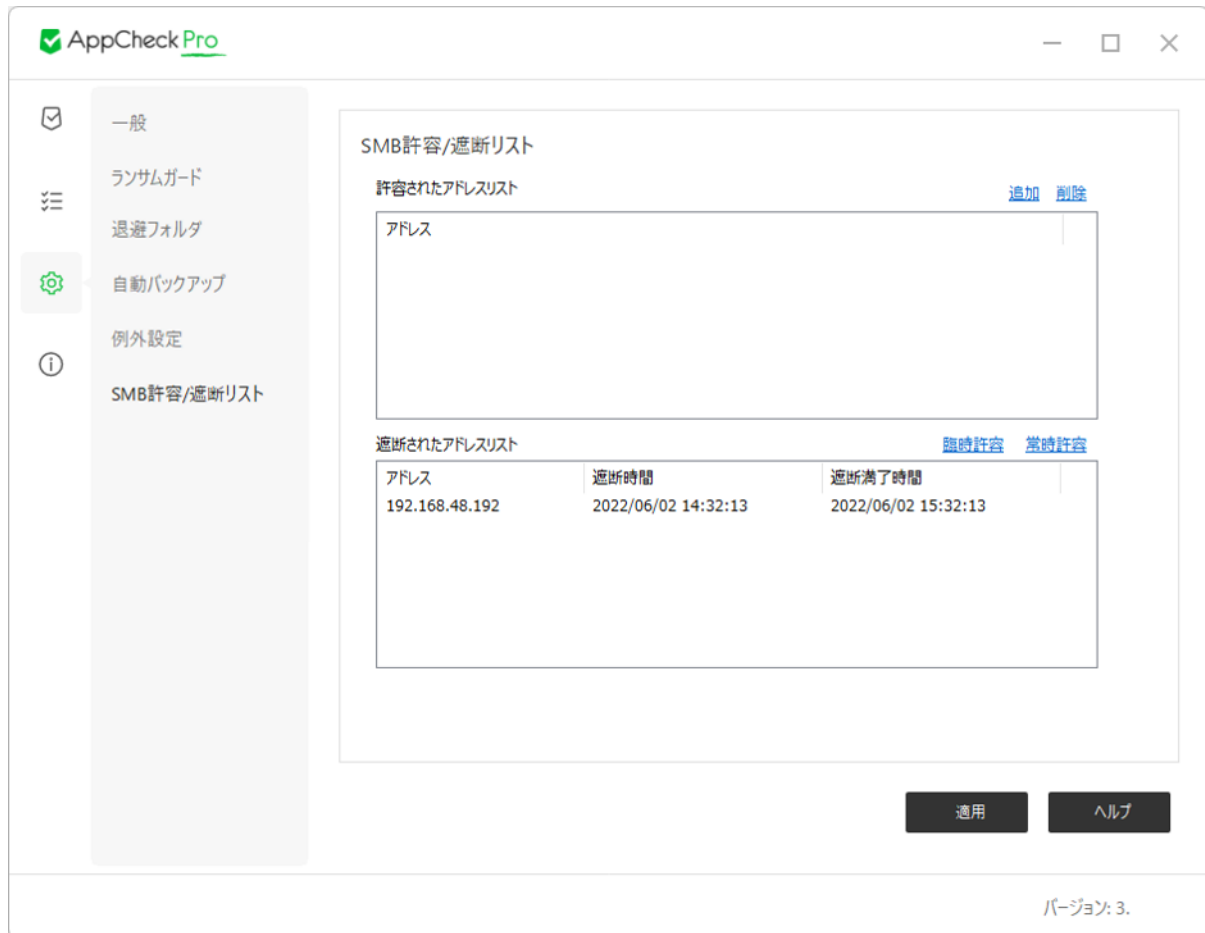 AppCheck Pro
一般
ランサムガード
退避フォルダ
自動バックアップ
例外設定
SMB許容/遮断リスト
SMB許容/遮断リスト
許容されたアドレスリスト 追加 削除
アドレス
遮断されたアドレスリスト 臨時許容 常時許容
アドレス 遮断時間 遮断満了時間
192.168.48.192 2022/06/02 14:32:13 2022/06/02 15:32:13
適用 ヘルプ
バージョン: 3.